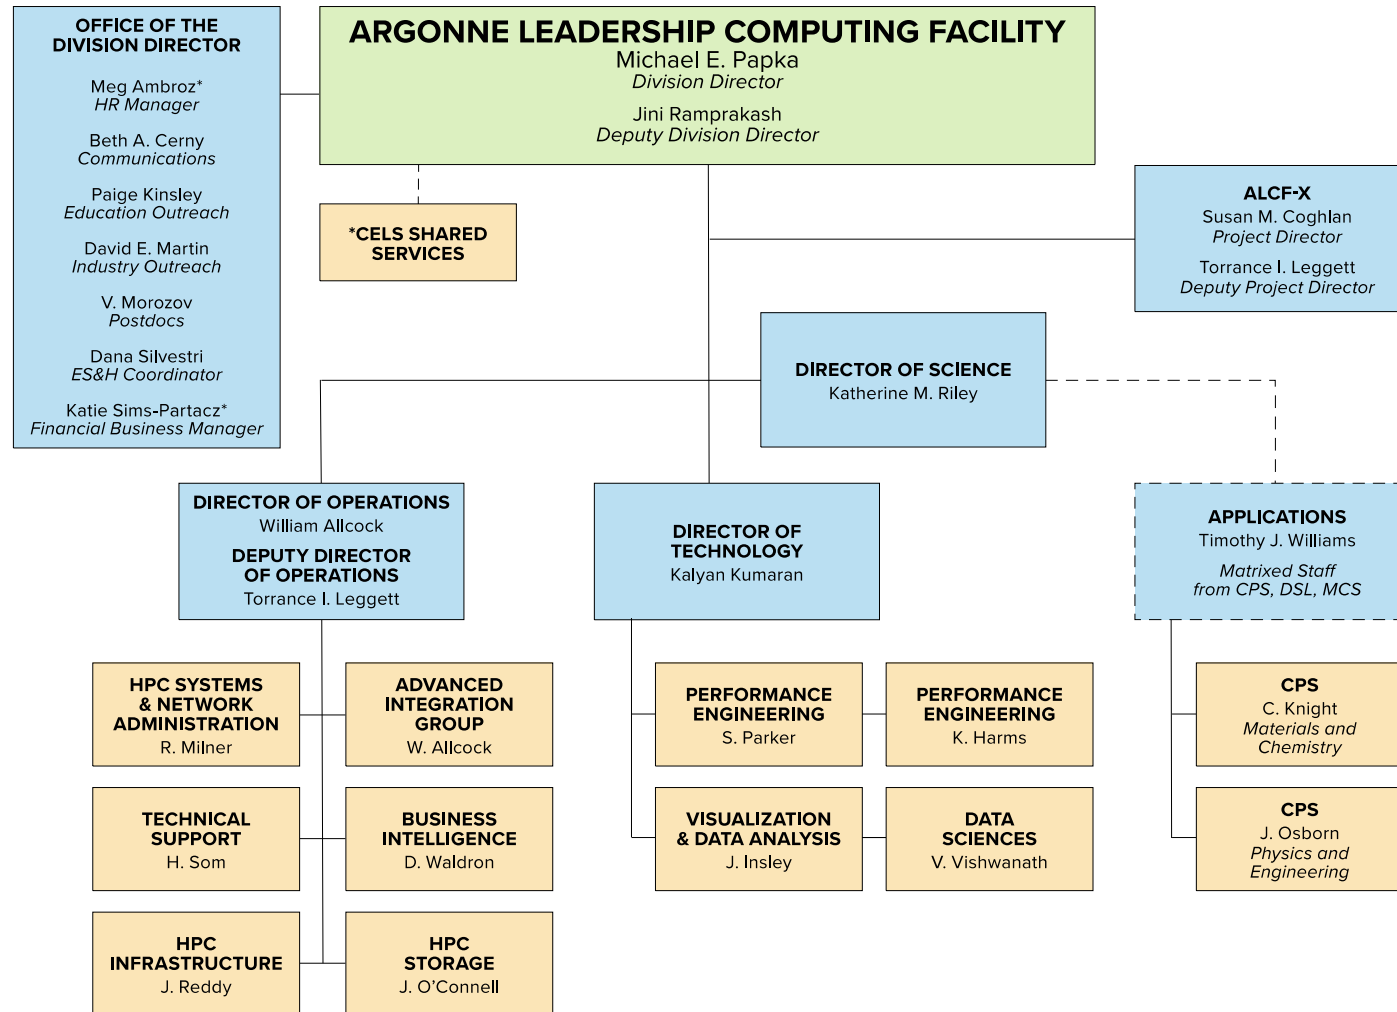 OFFICE OF THE
DIVISION DIRECTOR
Meg Ambroz*
HR Manager
Beth A. Cerny
Communications
Paige Kinsley
Education Outreach
David E. Martin
Industry Outreach
V. Morozov
Postdocs
Dana Silvestri
ES&H Coordinator
Katie Sims-Partacz*
Financial Business Manager
ARGONNE LEADERSHIP COMPUTING FACILITY
Michael E. Papka
Division Director
Jini Ramprakash
Deputy Division Director
*CELS SHARED
SERVICES
ALCF-X
Susan M. Coghlan
Project Director
Torrance I. Leggett
Deputy Project Director
DIRECTOR OF SCIENCE
Katherine M. Riley
DIRECTOR OF OPERATIONS
William Allcock
DEPUTY DIRECTOR
OF OPERATIONS
Torrance I. Leggett
DIRECTOR OF
TECHNOLOGY
Kalyan Kumaran
APPLICATIONS
Timothy J. Williams
Matrixed Staff
from CPS, DSL, MCS
HPC SYSTEMS
& NETWORK
ADMINISTRATION
R. Milner
ADVANCED
INTEGRATION
GROUP
W. Allcock
PERFORMANCE
ENGINEERING
S. Parker
PERFORMANCE
ENGINEERING
K. Harms
CPS
C. Knight
Materials and
Chemistry
TECHNICAL
SUPPORT
H. Som
BUSINESS
INTELLIGENCE
D. Waldron
VISUALIZATION
& DATA ANALYSIS
J. Insley
DATA
SCIENCES
V. Vishwanath
CPS
J. Osborn
Physics and
Engineering
HPC
INFRASTRUCTURE
J. Reddy
HPC
STORAGE
J. O’Connell